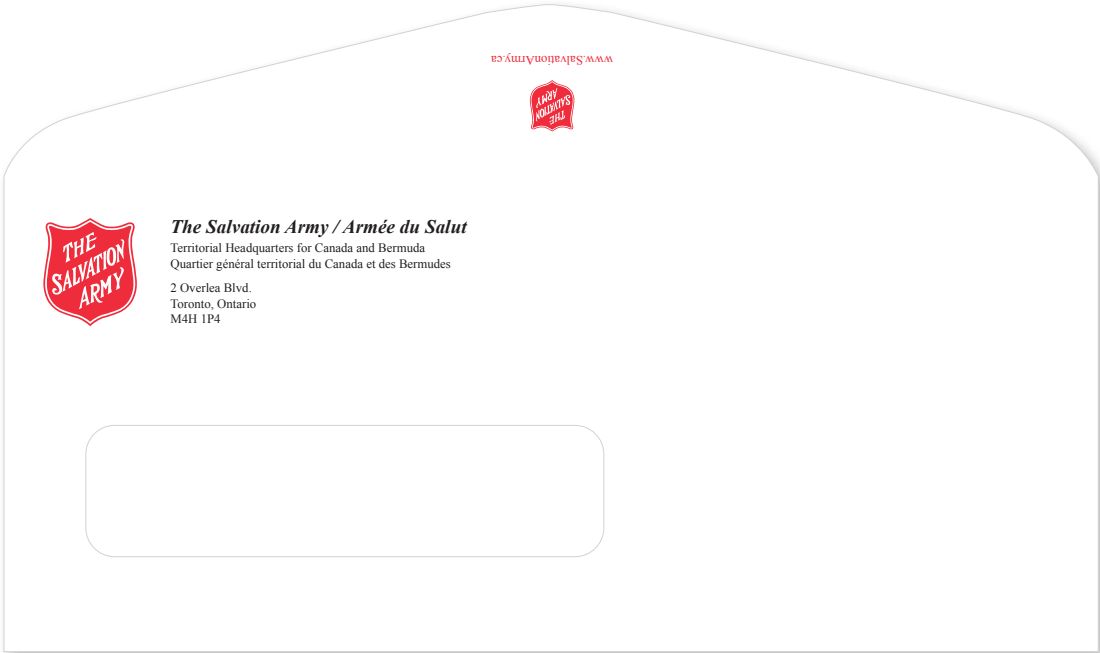 www.SalvationArmy.ca
THE
SALVATION
ARMY
THE
SALVATION
ARMY
The Salvation Army / Armée du Salut
Territorial Headquarters for Canada and Bermuda
Quartier général territorial du Canada et des Bermudes
2 Overlea Blvd.
Toronto, Ontario
M4H 1P4